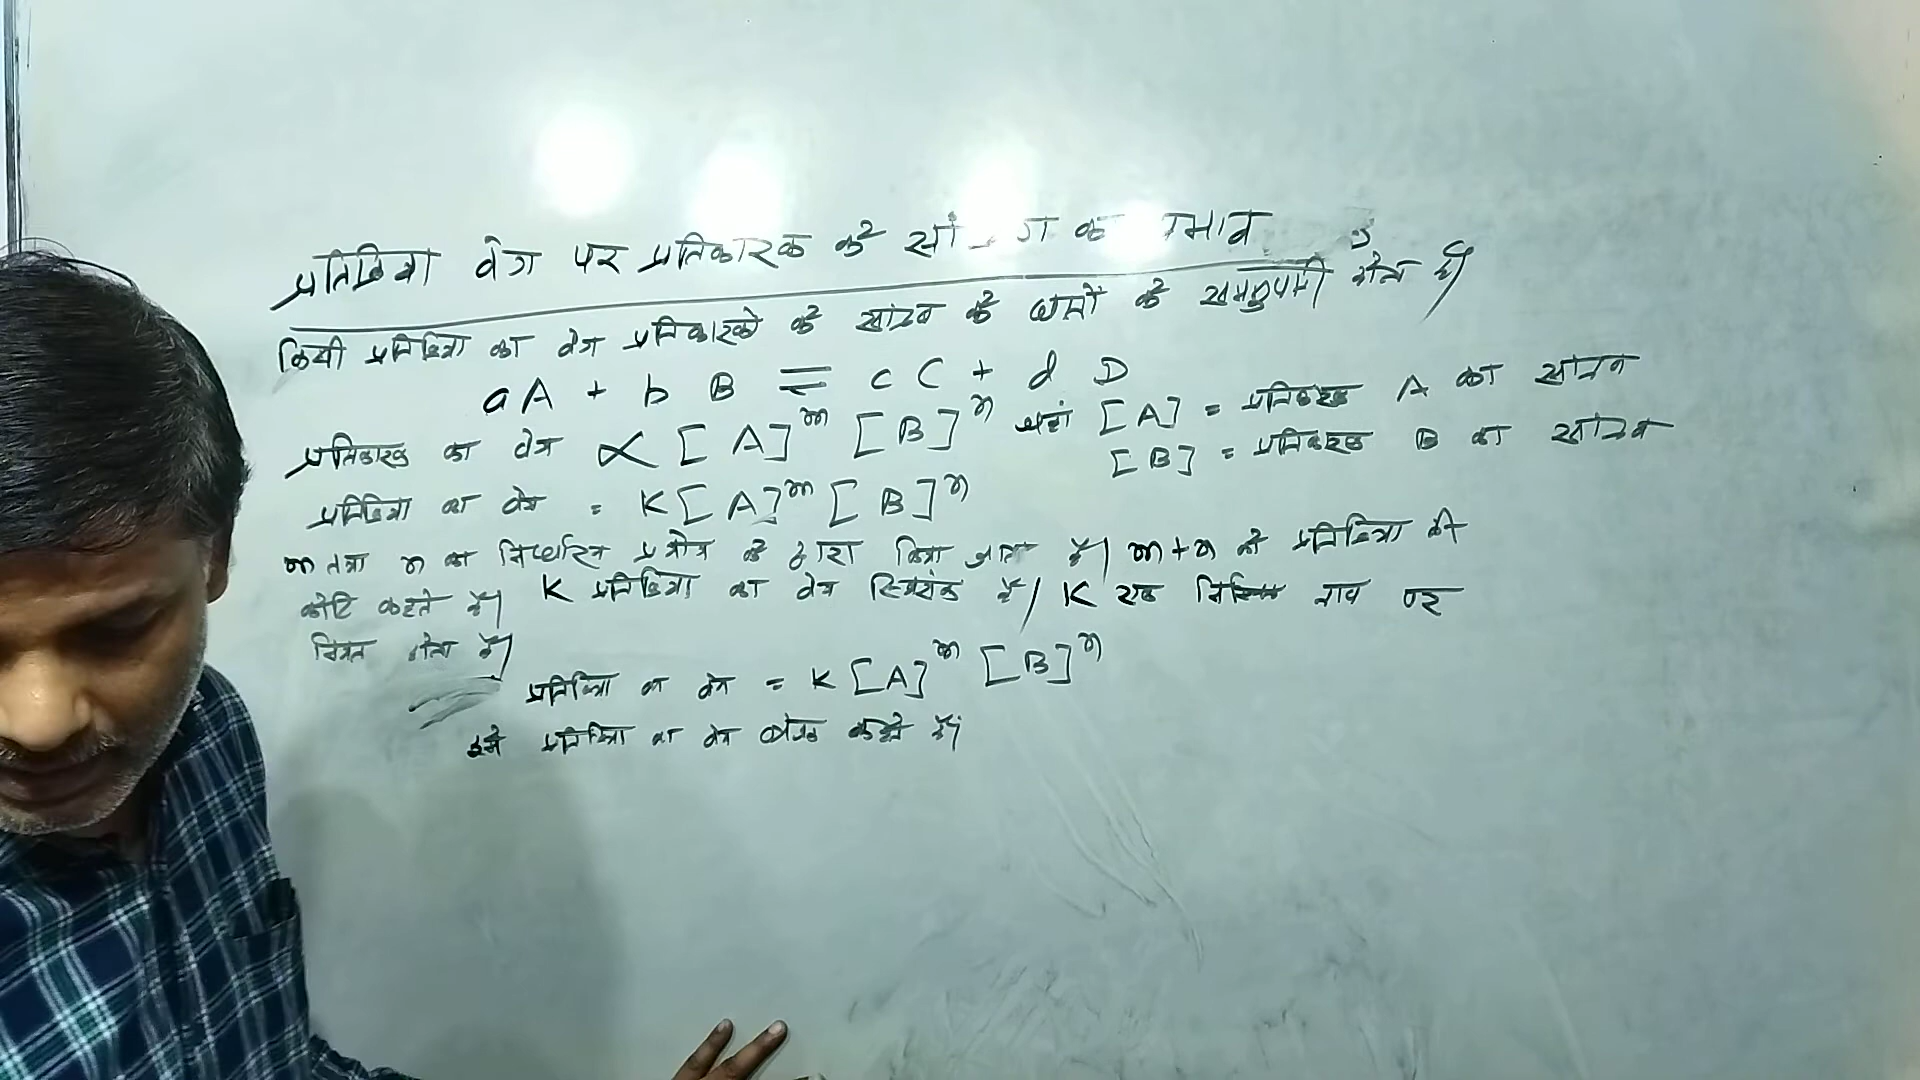 प्रतिक्रिया वेग पर प्रतिकारक के सां का प्रभाव
किसी प्रतिक्रिया का वेग प्रतिकारकों के सांद्रण के घातों के समानुपाती होता है।
aA + b B ⇌ c C + d D
प्रतिकारक का वेग ∝ [A]^m [B]^n जहां [A] = प्रतिकारक A का सांद्रण
[B] = प्रतिकारक B का सांद्रण
प्रतिक्रिया का वेग = K[A]^m [B]^n
m तथा n का निर्धारण प्रयोग के द्वारा किया जाता है। m+n को प्रतिक्रिया की
कोटि कहते हैं। K प्रतिक्रिया का वेग स्थिरांक है। K एक निश्चित ताप पर
नियत होता है।
प्रतिक्रिया का वेग = K [A]^m [B]^n
इसे प्रतिक्रिया का वेग कहते हैं।